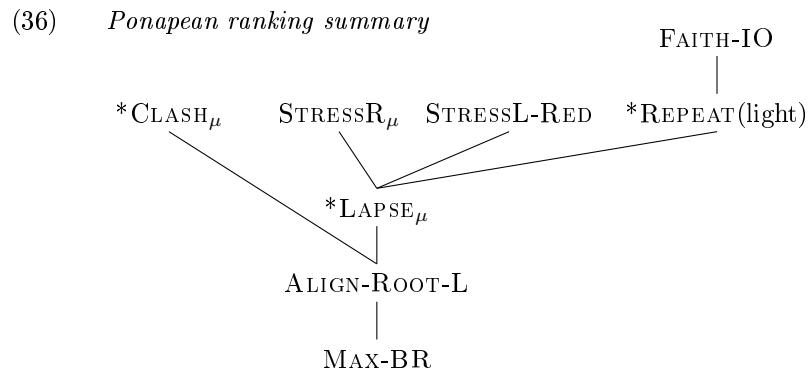 (36) Ponapean ranking summary
FAITH-IO
*CLASHμ STRESSRμ STRESSL-RED *REPEAT(light)
*LAPSEμ
ALIGN-ROOT-L
MAX-BR